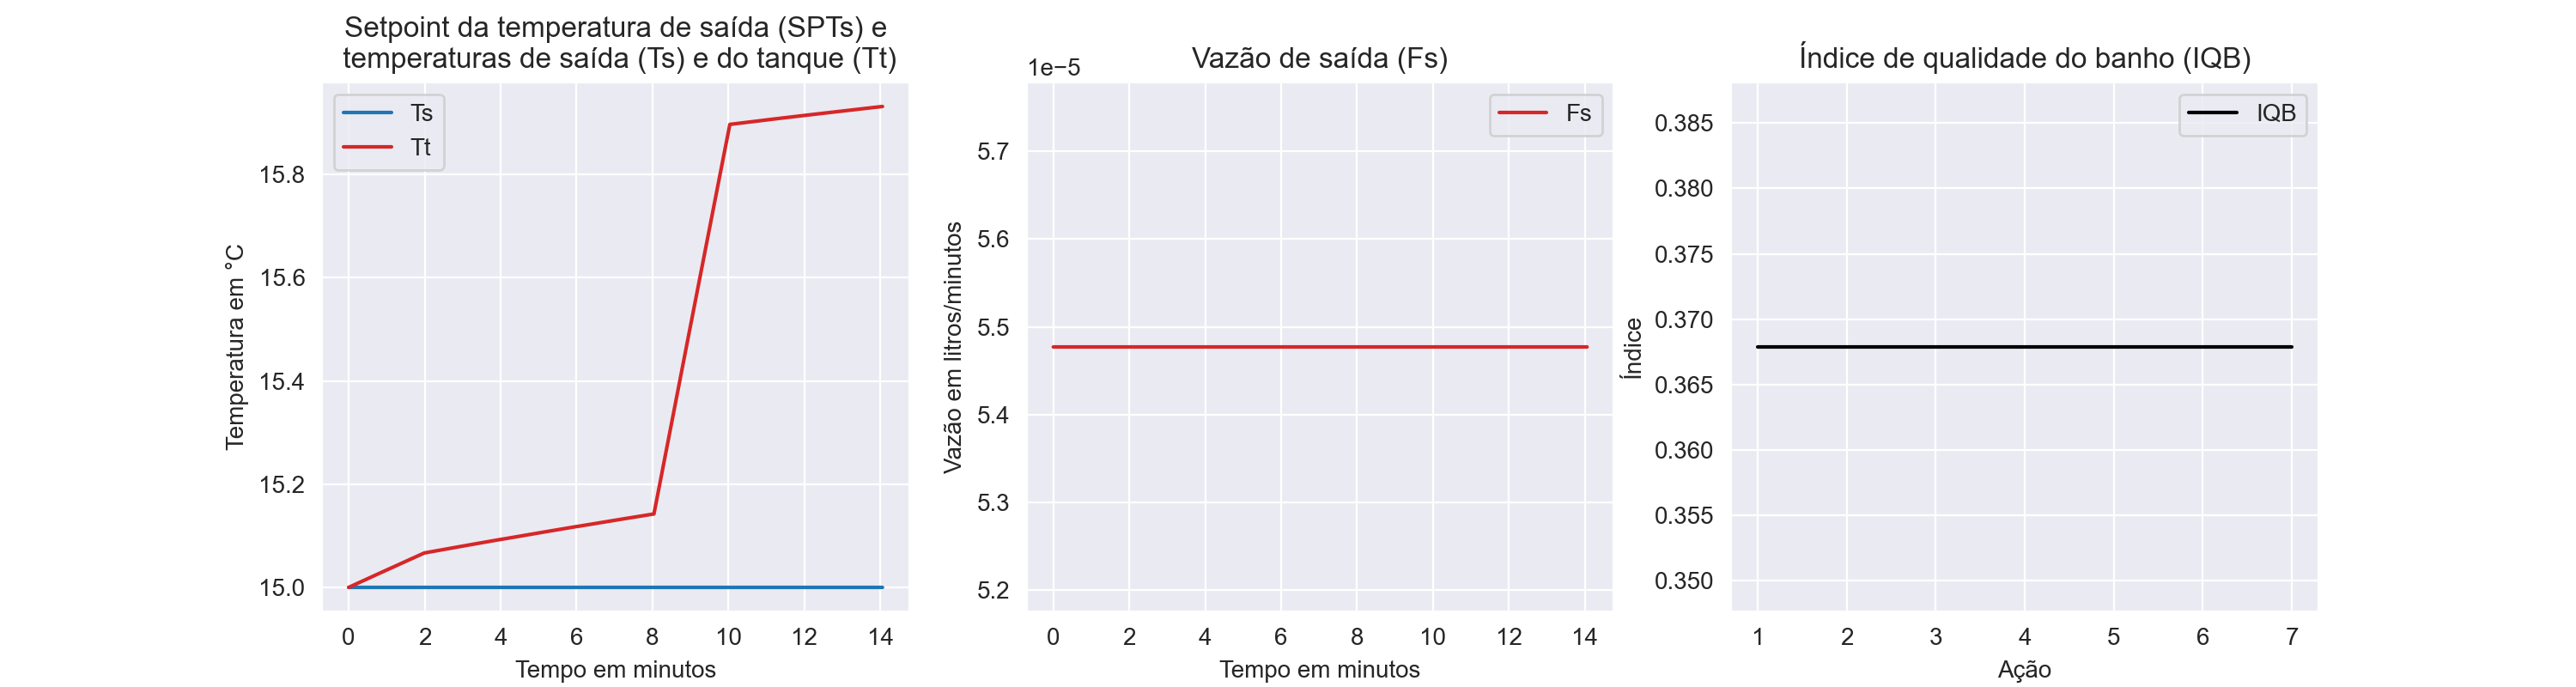 Setpoint da temperatura de saída (SPTs) e
temperaturas de saída (Ts) e do tanque (Tt)
Ts
Tt
15.8
15.6
15.4
15.2
15.0
Temperatura em °C
0 2 4 6 8 10 12 14
Tempo em minutos
Vazão de saída (Fs)
1e−5
Fs
5.7
5.6
5.5
5.4
5.3
5.2
Vazão em litros/minutos
0 2 4 6 8 10 12 14
Tempo em minutos
Índice de qualidade do banho (IQB)
IQB
0.385
0.380
0.375
0.370
0.365
0.360
0.355
0.350
Índice
1 2 3 4 5 6 7
Ação